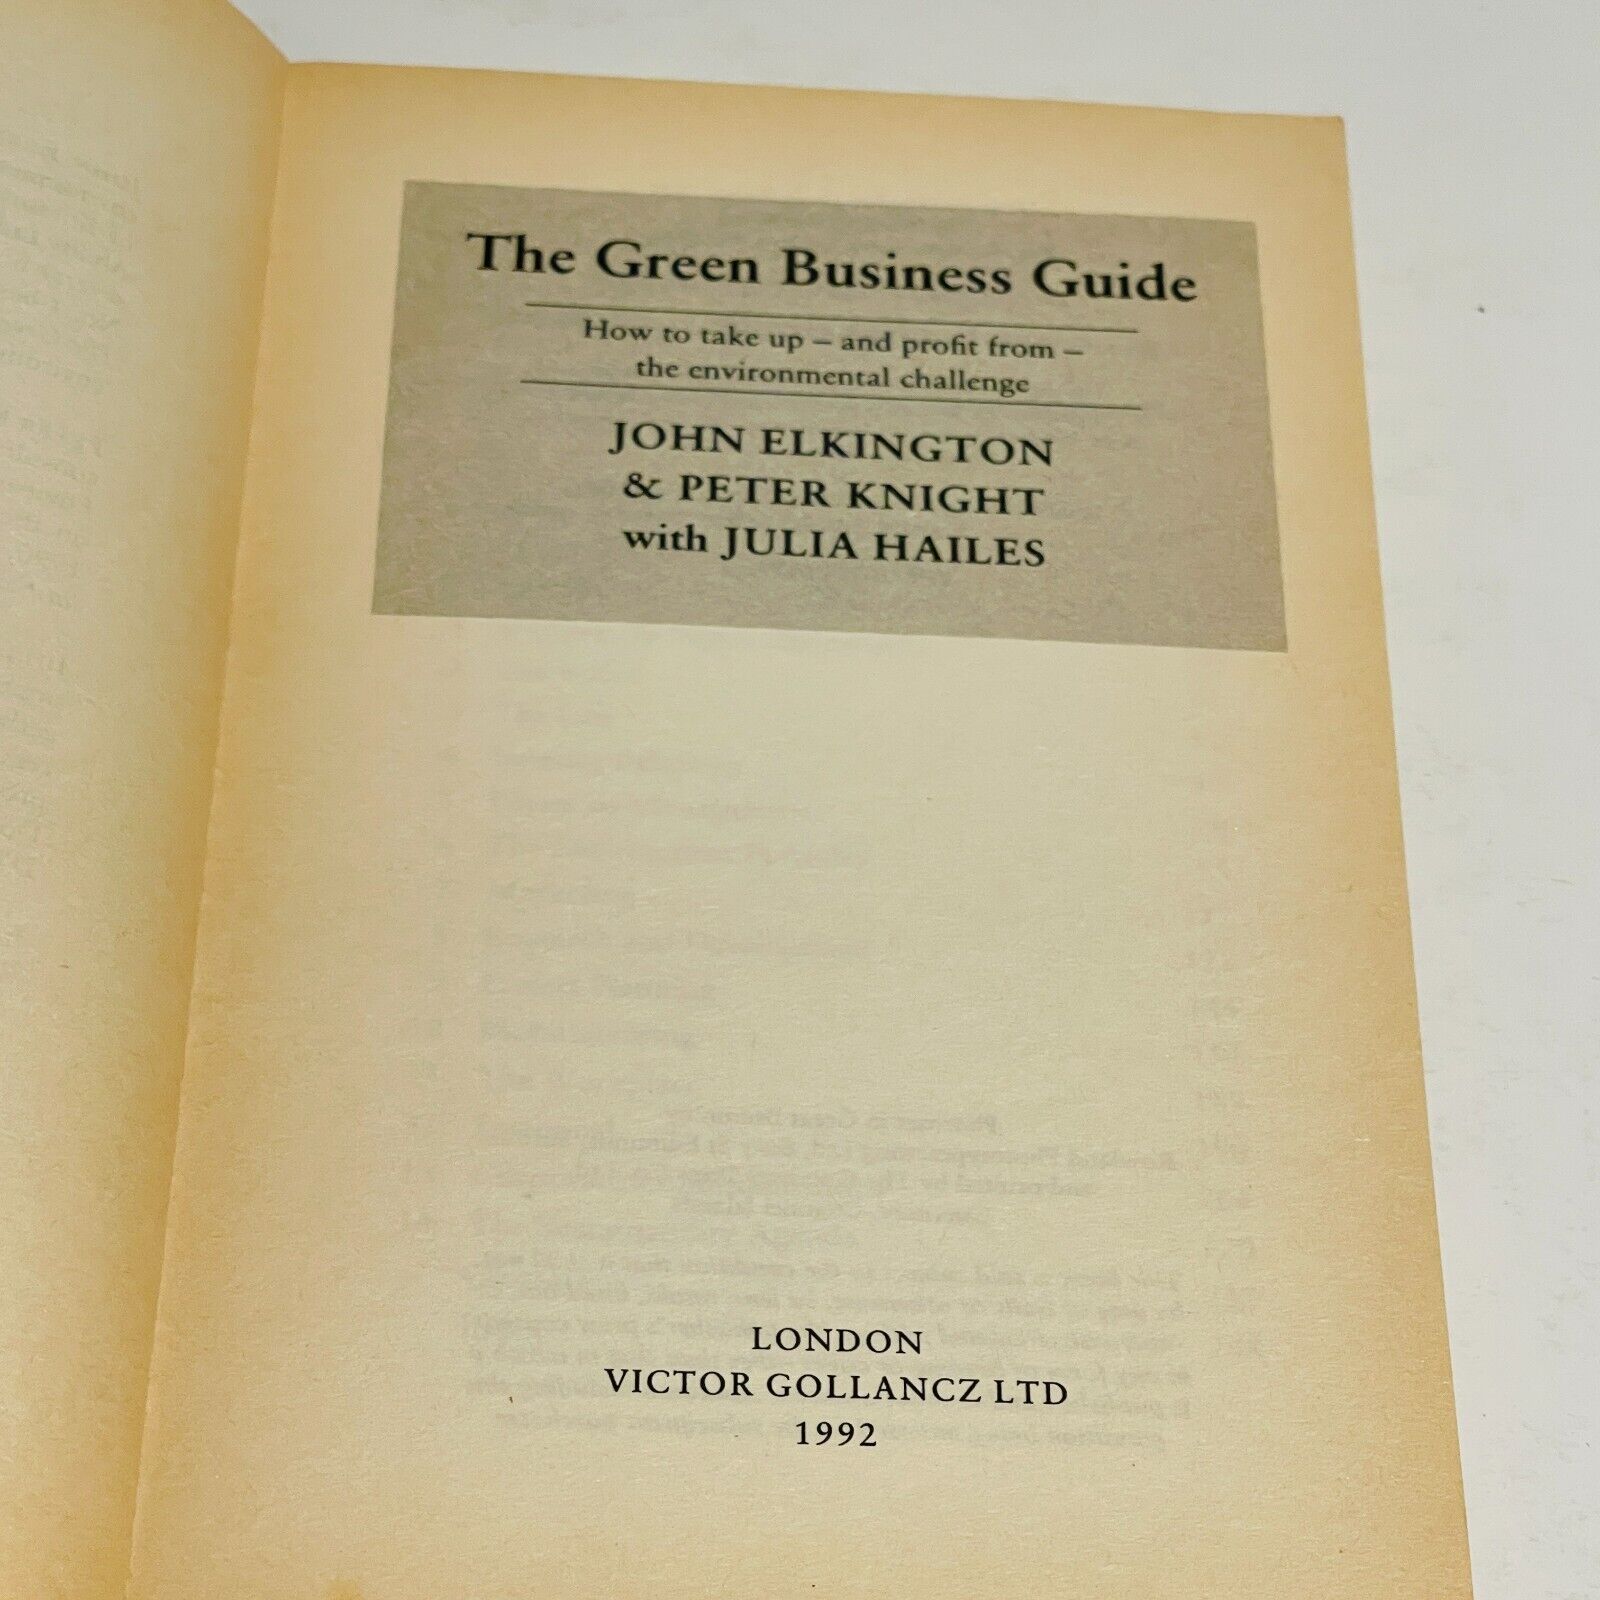 The Green Business Guide
How to take up – and profit from –
the environmental challenge
JOHN ELKINGTON
& PETER KNIGHT
with JULIA HAILES
LONDON
VICTOR GOLLANCZ LTD
1992